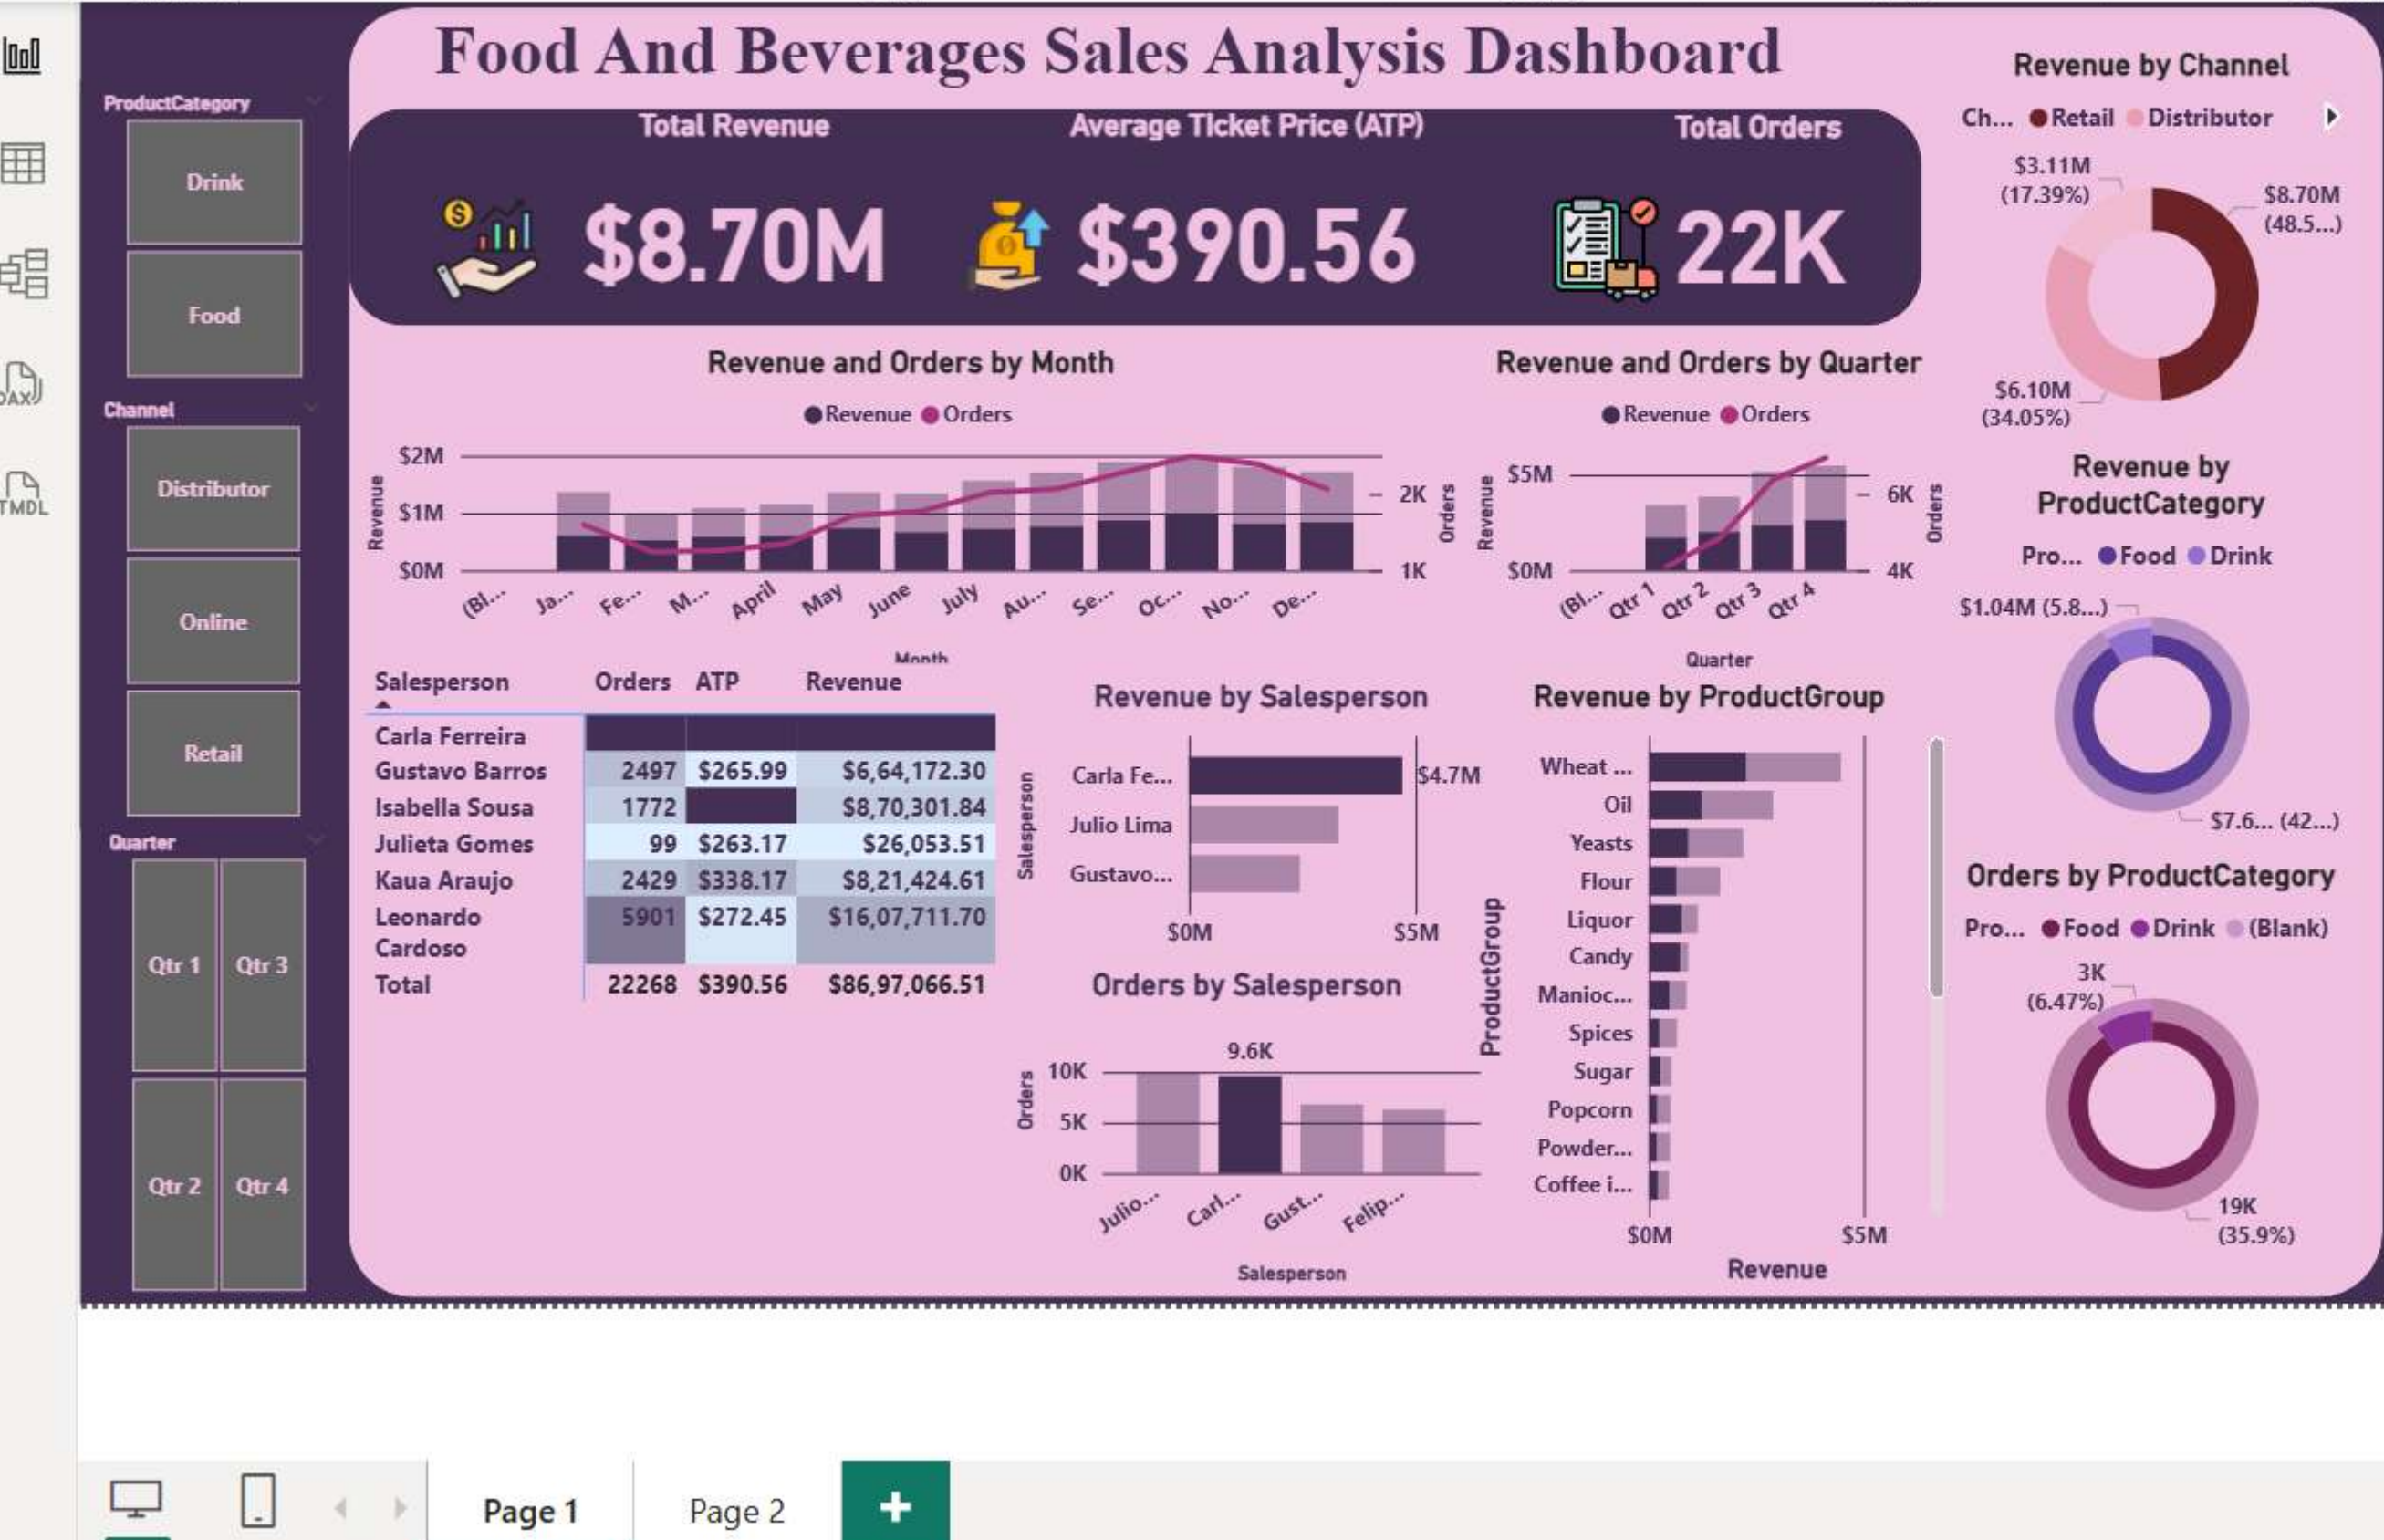 Food And Beverages Sales Analysis Dashboard
ProductCategory
Drink
Food
Channel
Distributor
Online
Retail
Quarter
Qtr 1
Qtr 3
Qtr 2
Qtr 4
Total Revenue
$8.70M
Average Ticket Price (ATP)
$390.56
Total Orders
22K
Revenue and Orders by Month
Revenue Orders
Revenue
$2M
$1M
$0M
2K
1K
Orders
(Bl... Ja... Fe... M... April May June July Au... Se... Oc... No... De...
Month
Revenue and Orders by Quarter
Revenue Orders
Revenue
$5M
$0M
6K
4K
Orders
(Bl... Qtr 1 Qtr 2 Qtr 3 Qtr 4
Quarter
Salesperson Orders ATP Revenue
Carla Ferreira
Gustavo Barros 2497 $265.99 $6,64,172.30
Isabella Sousa 1772 $8,70,301.84
Julieta Gomes 99 $263.17 $26,053.51
Kaua Araujo 2429 $338.17 $8,21,424.61
Leonardo 5901 $272.45 $16,07,711.70
Cardoso
Total 22268 $390.56 $86,97,066.51
Revenue by Salesperson
Salesperson
Carla Fe... $4.7M
Julio Lima
Gustavo...
$0M $5M
Orders by Salesperson
Orders
9.6K
10K
5K
0K
Julio... Carl... Gust... Felip...
Salesperson
Revenue by ProductGroup
ProductGroup
Wheat ...
Oil
Yeasts
Flour
Liquor
Candy
Manioc...
Spices
Sugar
Popcorn
Powder...
Coffee i...
$0M $5M
Revenue
Revenue by Channel
Ch... Retail Distributor
$3.11M
(17.39%)
$8.70M
(48.5...)
$6.10M
(34.05%)
Revenue by
ProductCategory
Pro... Food Drink
$1.04M (5.8...)
$7.6... (42...)
Orders by ProductCategory
Pro... Food Drink (Blank)
3K
(6.47%)
19K
(35.9%)
DAX
TMDL
Page 1
Page 2